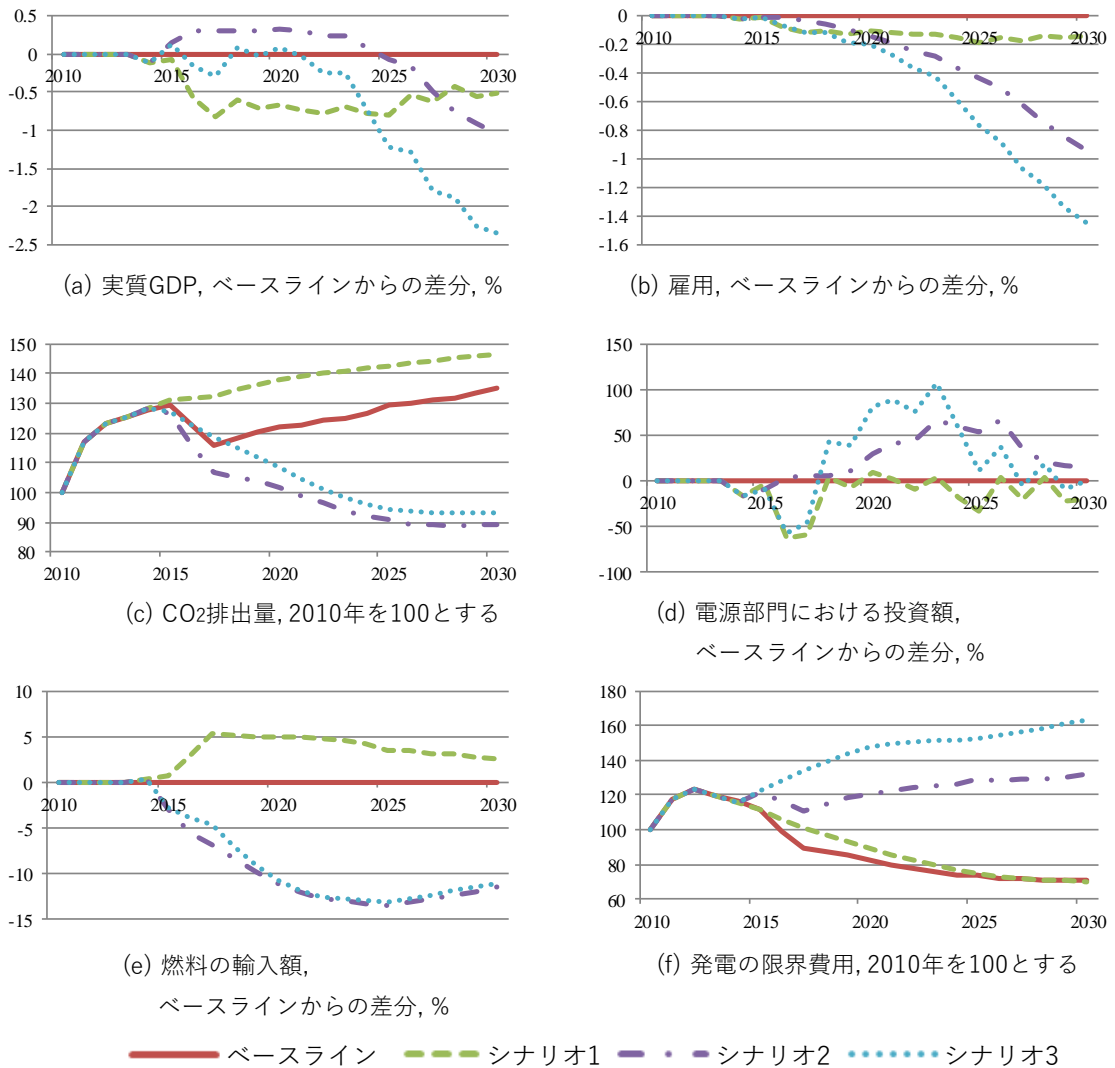 0.5
0
-0.5
-1
-1.5
-2
-2.5
2010 2015 2020 2025 2030
(a) 実質GDP, ベースラインからの差分, %
0
-0.2
-0.4
-0.6
-0.8
-1
-1.2
-1.4
-1.6
2010 2015 2020 2025 2030
(b) 雇用, ベースラインからの差分, %
150
140
130
120
110
100
90
80
2010 2015 2020 2025 2030
(c) CO2排出量, 2010年を100とする
150
100
50
0
-50
-100
2010 2015 2020 2025 2030
(d) 電源部門における投資額,
ベースラインからの差分, %
10
5
0
-5
-10
-15
2010 2015 2020 2025 2030
(e) 燃料の輸入額,
ベースラインからの差分, %
180
160
140
120
100
80
60
2010 2015 2020 2025 2030
(f) 発電の限界費用, 2010年を100とする
ベースライン シナリオ1 シナリオ2 シナリオ3